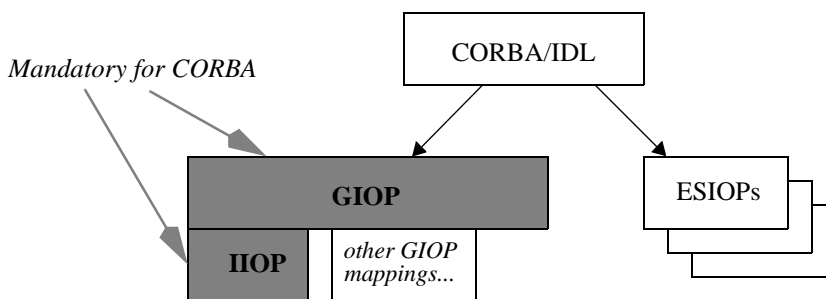 CORBA/IDL
Mandatory for CORBA
GIOP
ESIOPs
IIOP
other GIOP
mappings...